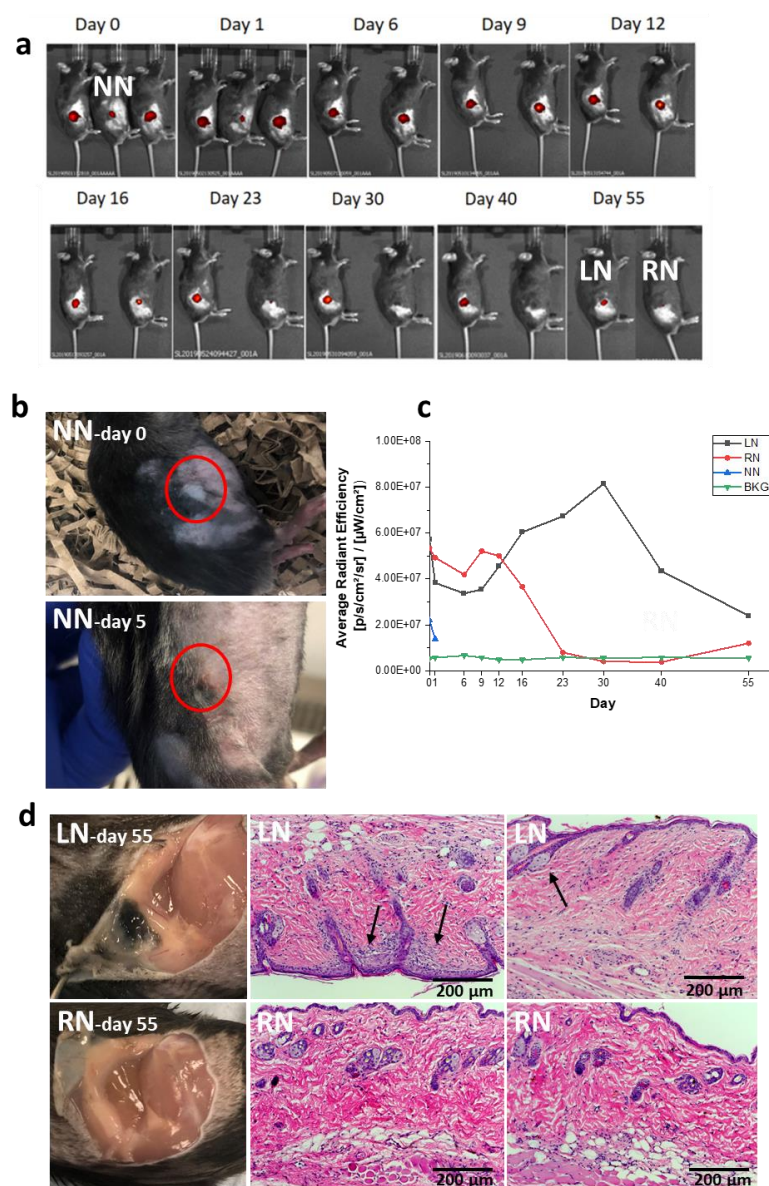 Day 0 Day 1 Day 6 Day 9 Day 12
a
NN
Day 16 Day 23 Day 30 Day 40 Day 55
LN RN
SL20190524094427_001A
b
NN-day 0
NN-day 5
c
1.00E+08
8.00E+07
6.00E+07
4.00E+07
2.00E+07
0.00E+00
Average Radiant Efficiency
[p/s/cm²/sr] / [µW/cm²])
LN
RN
NN
BKG
RN
0 1 6 9 12 16 23 30 40 55
Day
d
LN-day 55
LN
200 µm
LN
200 µm
RN-day 55
RN
200 µm
RN
200 µm